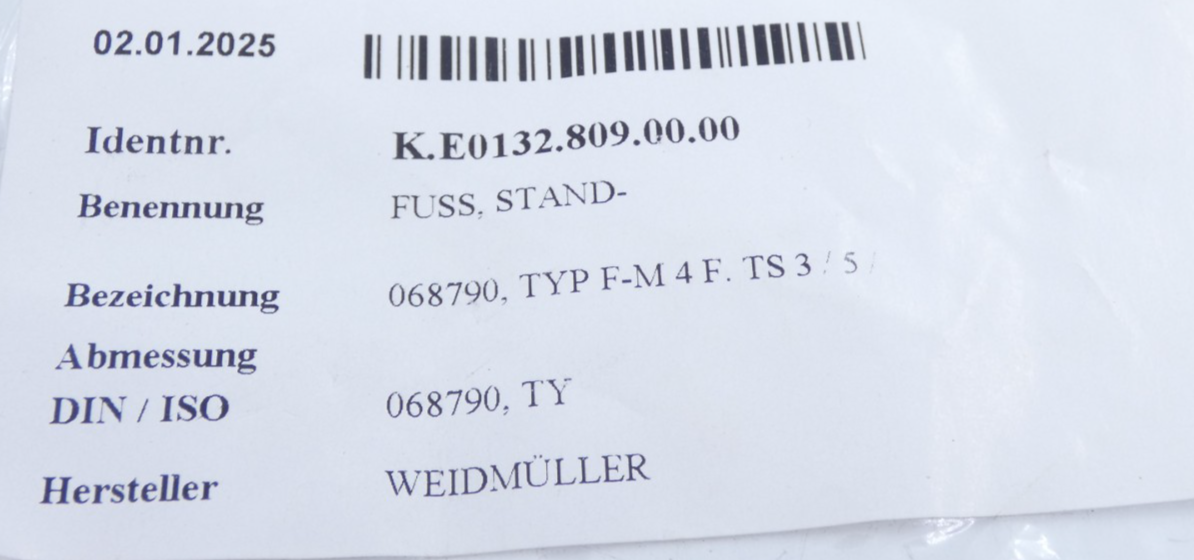 02.01.2025
Identnr. K.E0132.809.00.00
Benennung FUSS, STAND-
Bezeichnung 068790, TYP F-M 4 F. TS 3 / 5 /
Abmessung
DIN / ISO 068790, TY
Hersteller WEIDMÜLLER